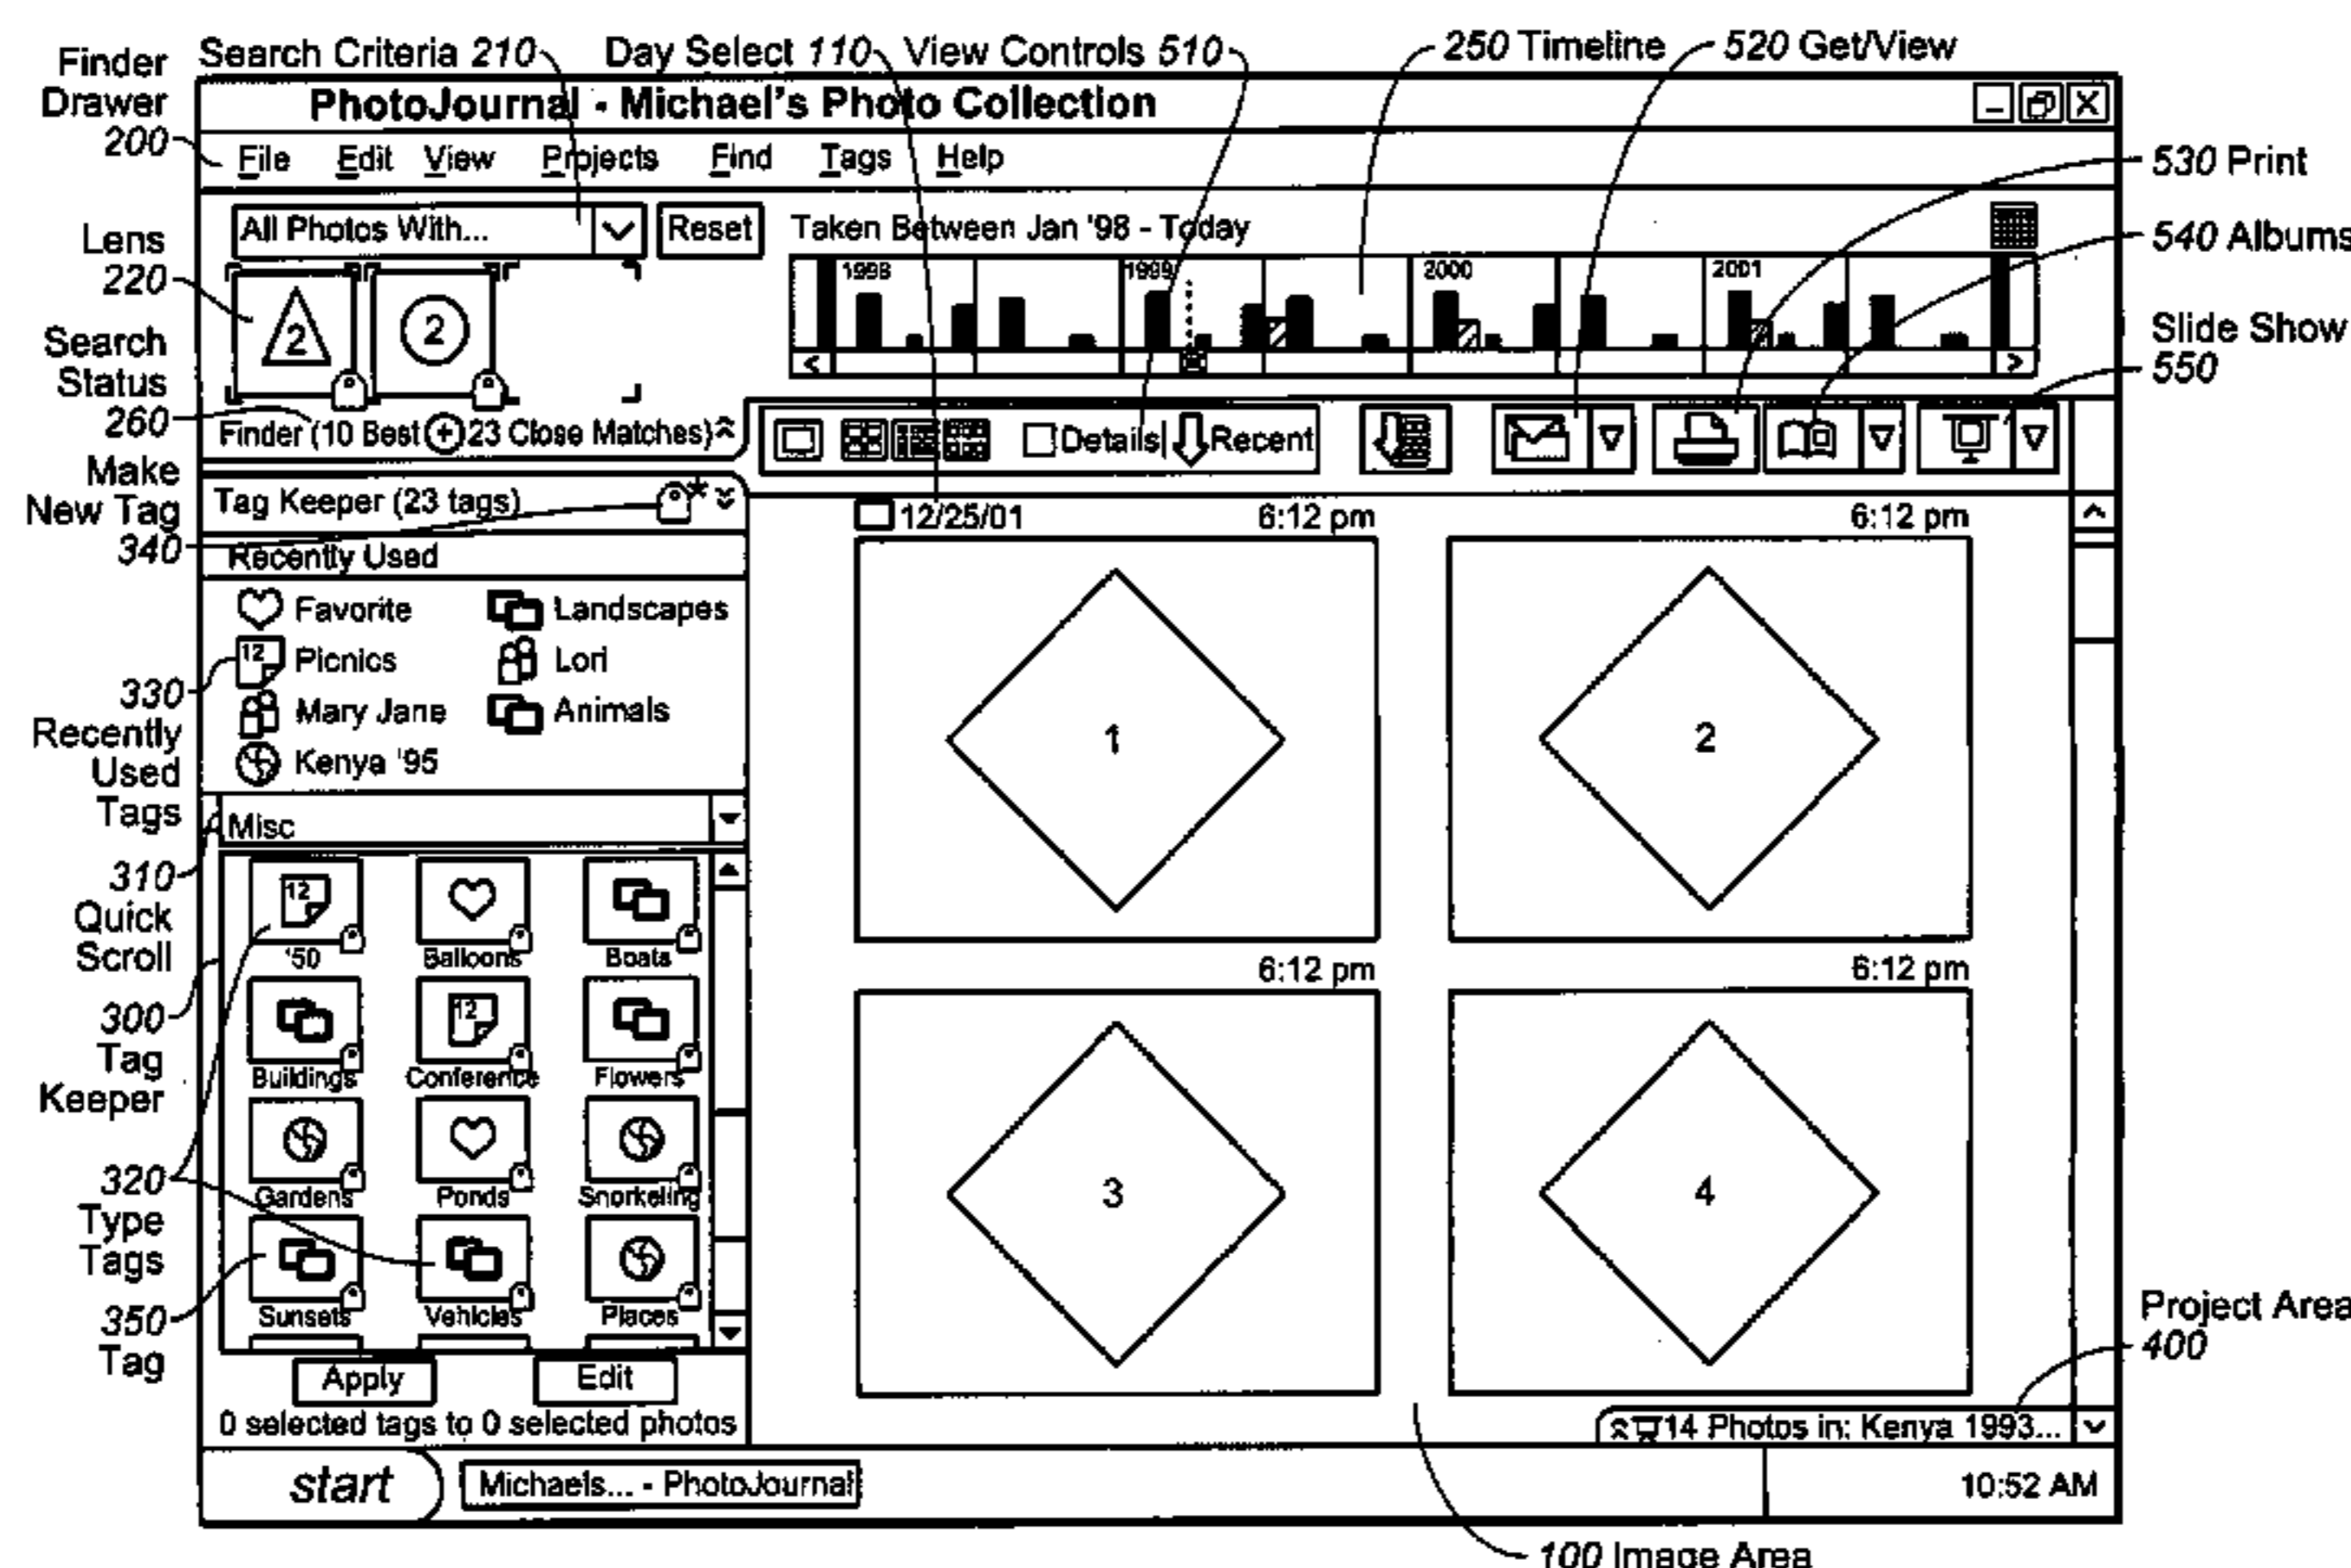 Search Criteria 210
Day Select 110
View Controls 510
250 Timeline
520 Get/View
Finder
Drawer
200
PhotoJournal - Michael's Photo Collection
File Edit View Projects Find Tags Help
530 Print
540 Albums
Slide Show
550
Lens
220
All Photos With...
Reset
Taken Between Jan '98 - Today
1998
1999
2000
2001
2
2
<
>
Search
Status
260
Finder (10 Best + 23 Close Matches)
Details
Recent
Make
New Tag
340
Tag Keeper (23 tags)
Recently Used
Favorite
Landscapes
12
Picnics
Lori
Mary Jane
Animals
Kenya '95
330
Recently
Used
Tags
Misc
310
Quick
Scroll
12
'50
Balloons
Boats
300
Tag
Keeper
Buildings
12
Conference
Flowers
320
Type
Tags
Gardens
Ponds
Snorkeling
350
Tag
Sunsets
Vehicles
Places
Apply
Edit
0 selected tags to 0 selected photos
12/25/01
6:12 pm
6:12 pm
1
2
6:12 pm
6:12 pm
3
4
Project Area
400
14 Photos in: Kenya 1993...
start
Michaels... - PhotoJournal
10:52 AM
100 Image Area